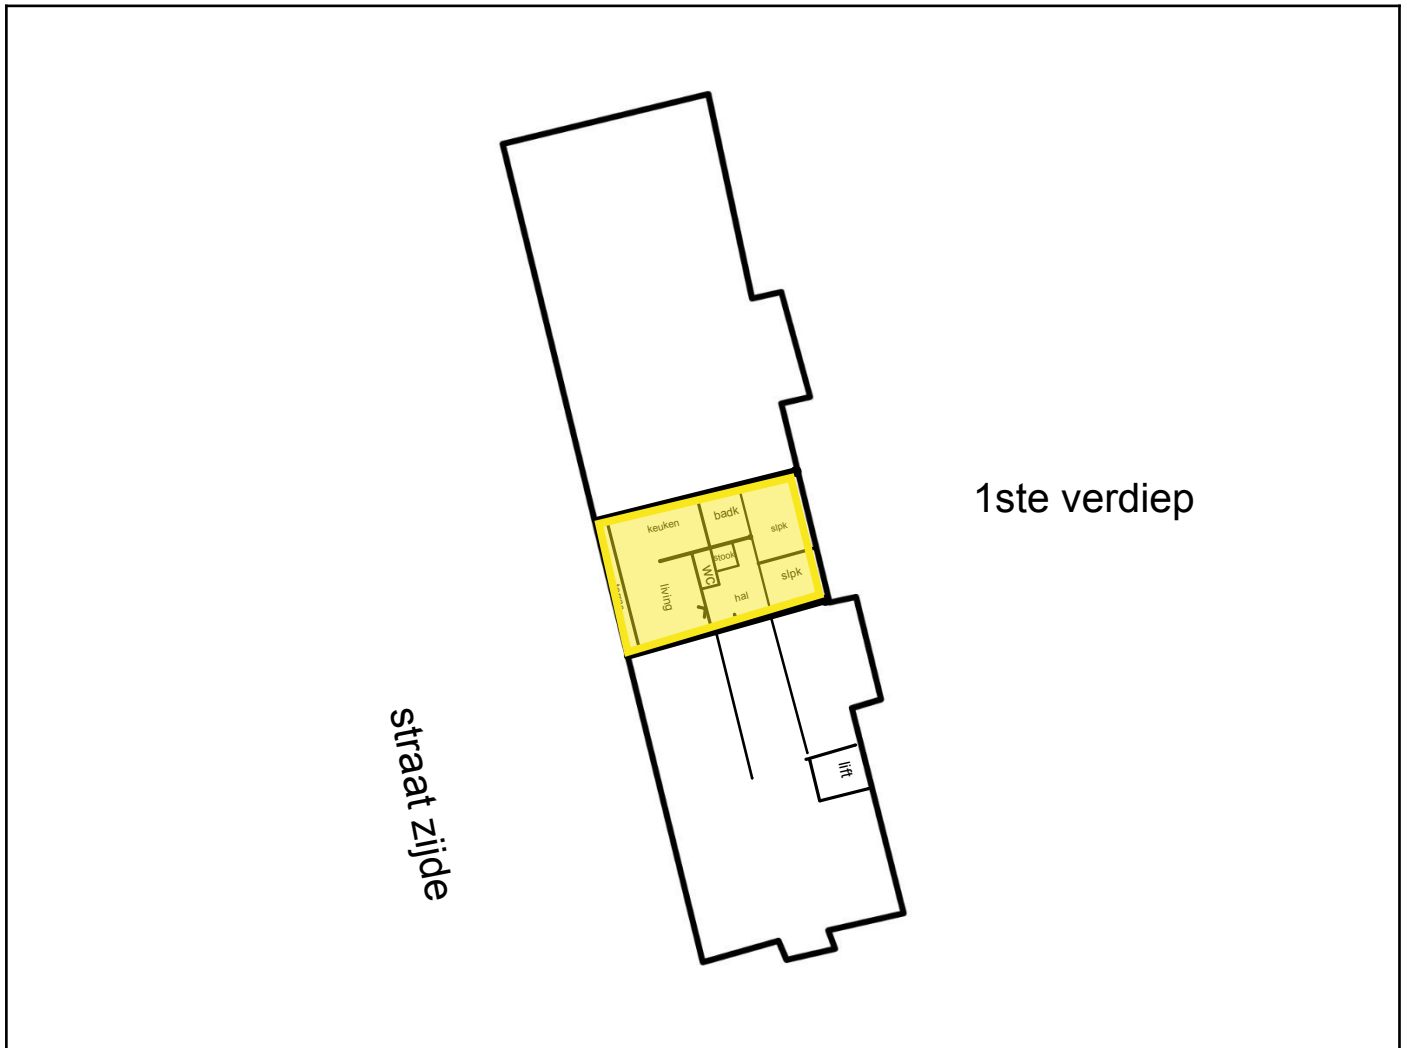 keuken
badk
slpk
stook
WC
slpk
living
hal
1ste verdiep
lift
straat zijde